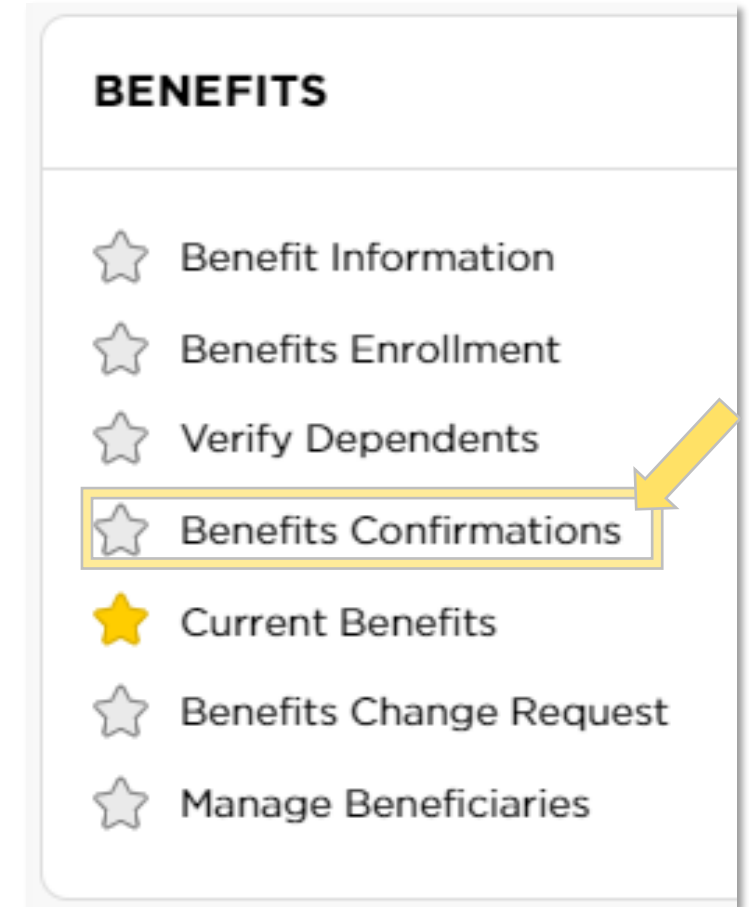 BENEFITS
Benefit Information
Benefits Enrollment
Verify Dependents
Benefits Confirmations
Current Benefits
Benefits Change Request
Manage Beneficiaries